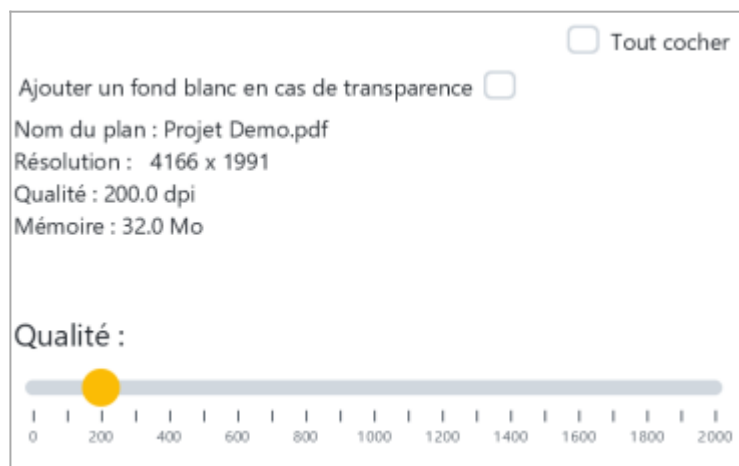 Tout cocher
Ajouter un fond blanc en cas de transparence
Nom du plan : Projet Demo.pdf
Résolution : 4166 x 1991
Qualité : 200.0 dpi
Mémoire : 32.0 Mo
Qualité :
0 200 400 600 800 1000 1200 1400 1600 1800 2000